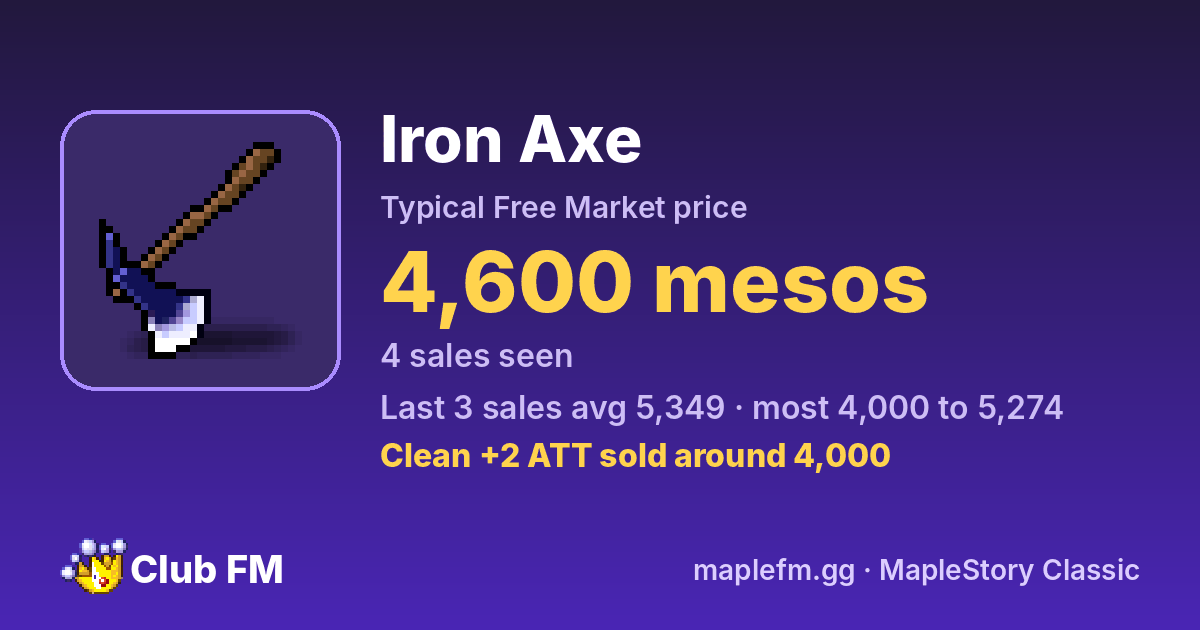 Iron Axe
Typical Free Market price
4,600 mesos
4 sales seen
Last 3 sales avg 5,349 · most 4,000 to 5,274
Clean +2 ATT sold around 4,000
Club FM
maplefm.gg · MapleStory Classic